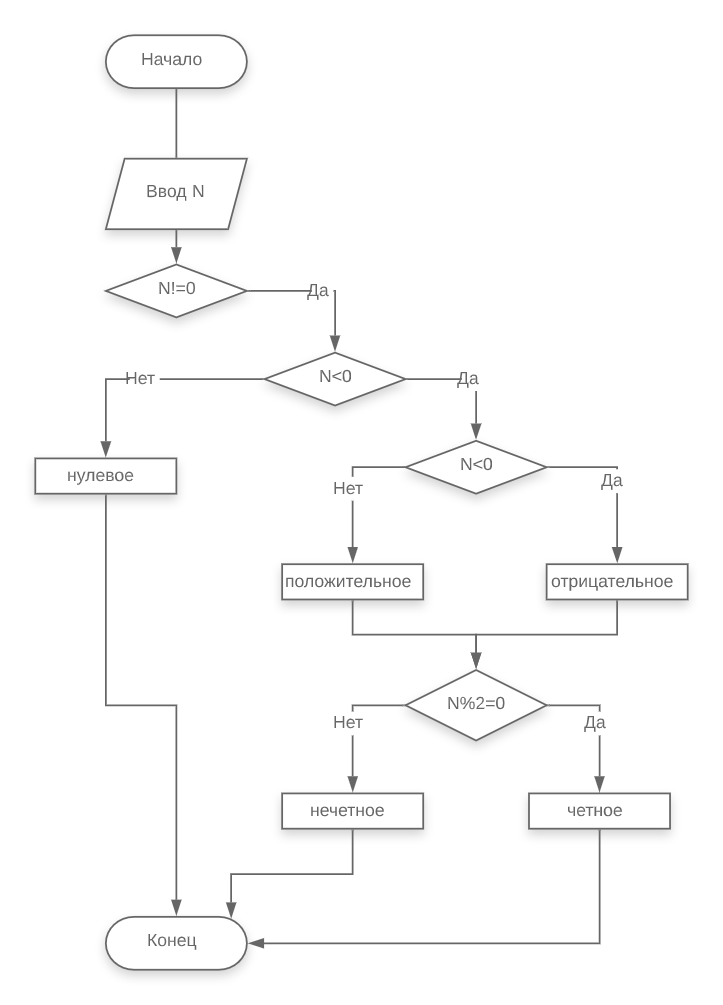 Начало
Ввод N
N!=0
Да
N<0
Нет
Да
N<0
нулевое
Нет
Да
положительное
отрицательное
N%2=0
Нет
Да
нечетное
четное
Конец